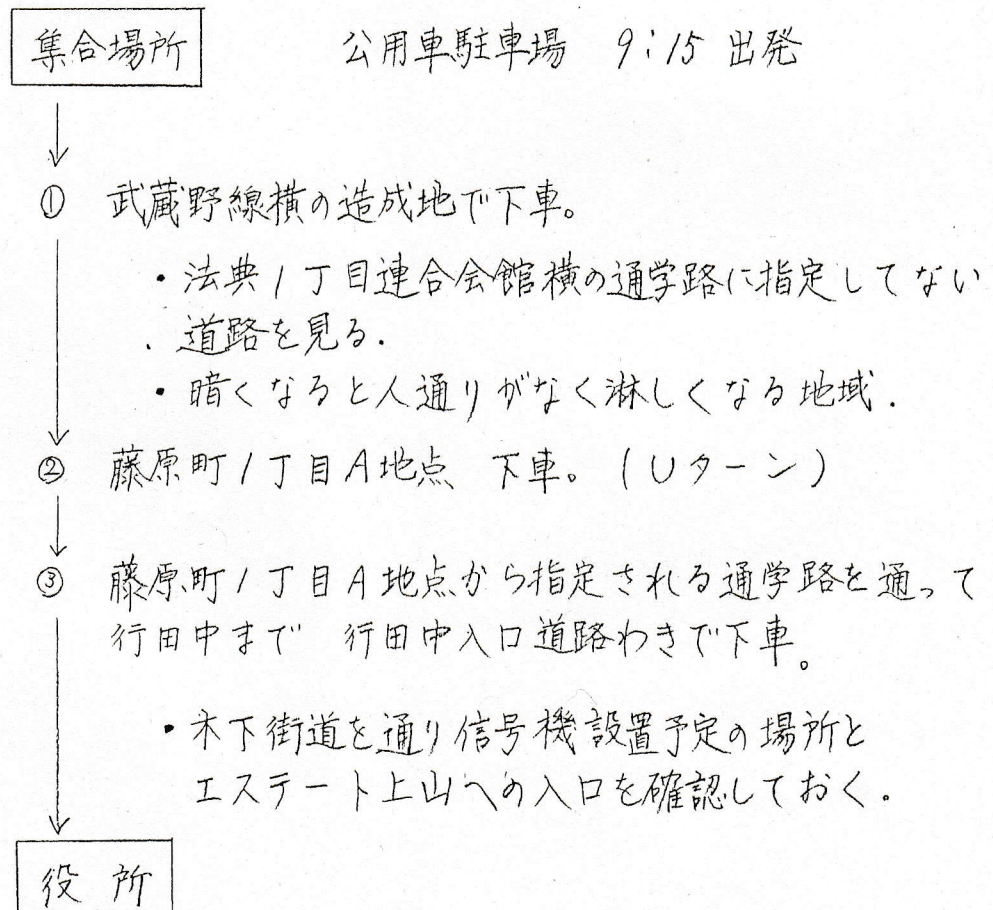 集合場所　公用車駐車場　9:15 出発
① 武蔵野線横の造成地で下車。
・法典1丁目連合会館横の通学路に指定してない
道路を見る.
・暗くなると人通りがなく淋しくなる地域.
② 藤原町1丁目A地点 下車。(Uターン)
③ 藤原町1丁目A地点から指定される通学路を通って
行田中まで 行田中入口道路わきで下車。
・木下街道を通り信号機設置予定の場所と
エステート上山への入口を確認しておく。
役所